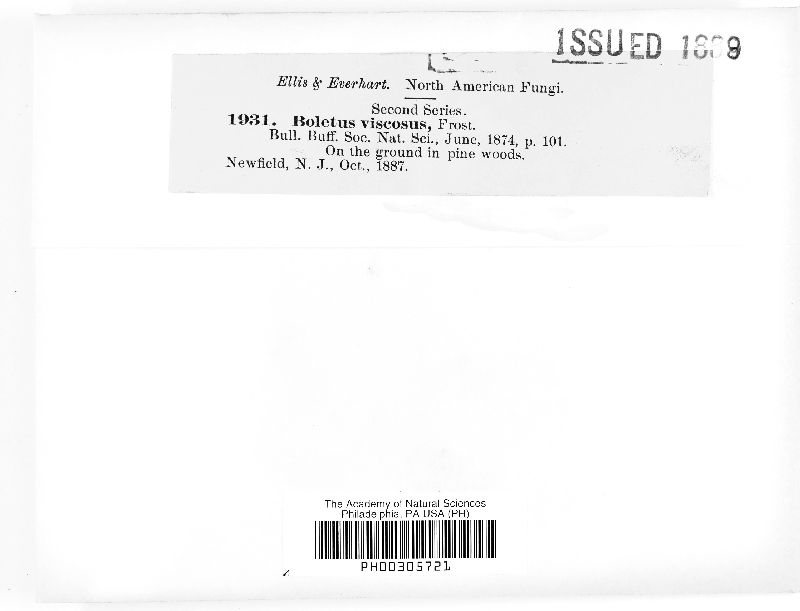 ISSUED 1889
Ellis & Everhart. North American Fungi.
Second Series.
1931. Boletus viscosus, Frost.
Bull. Buff. Soc. Nat. Sci., June, 1874, p. 101.
On the ground in pine woods.
Newfield, N. J., Oct., 1887.
The Academy of Natural Sciences
Philadelphia, PA USA (PH)
PH00305721